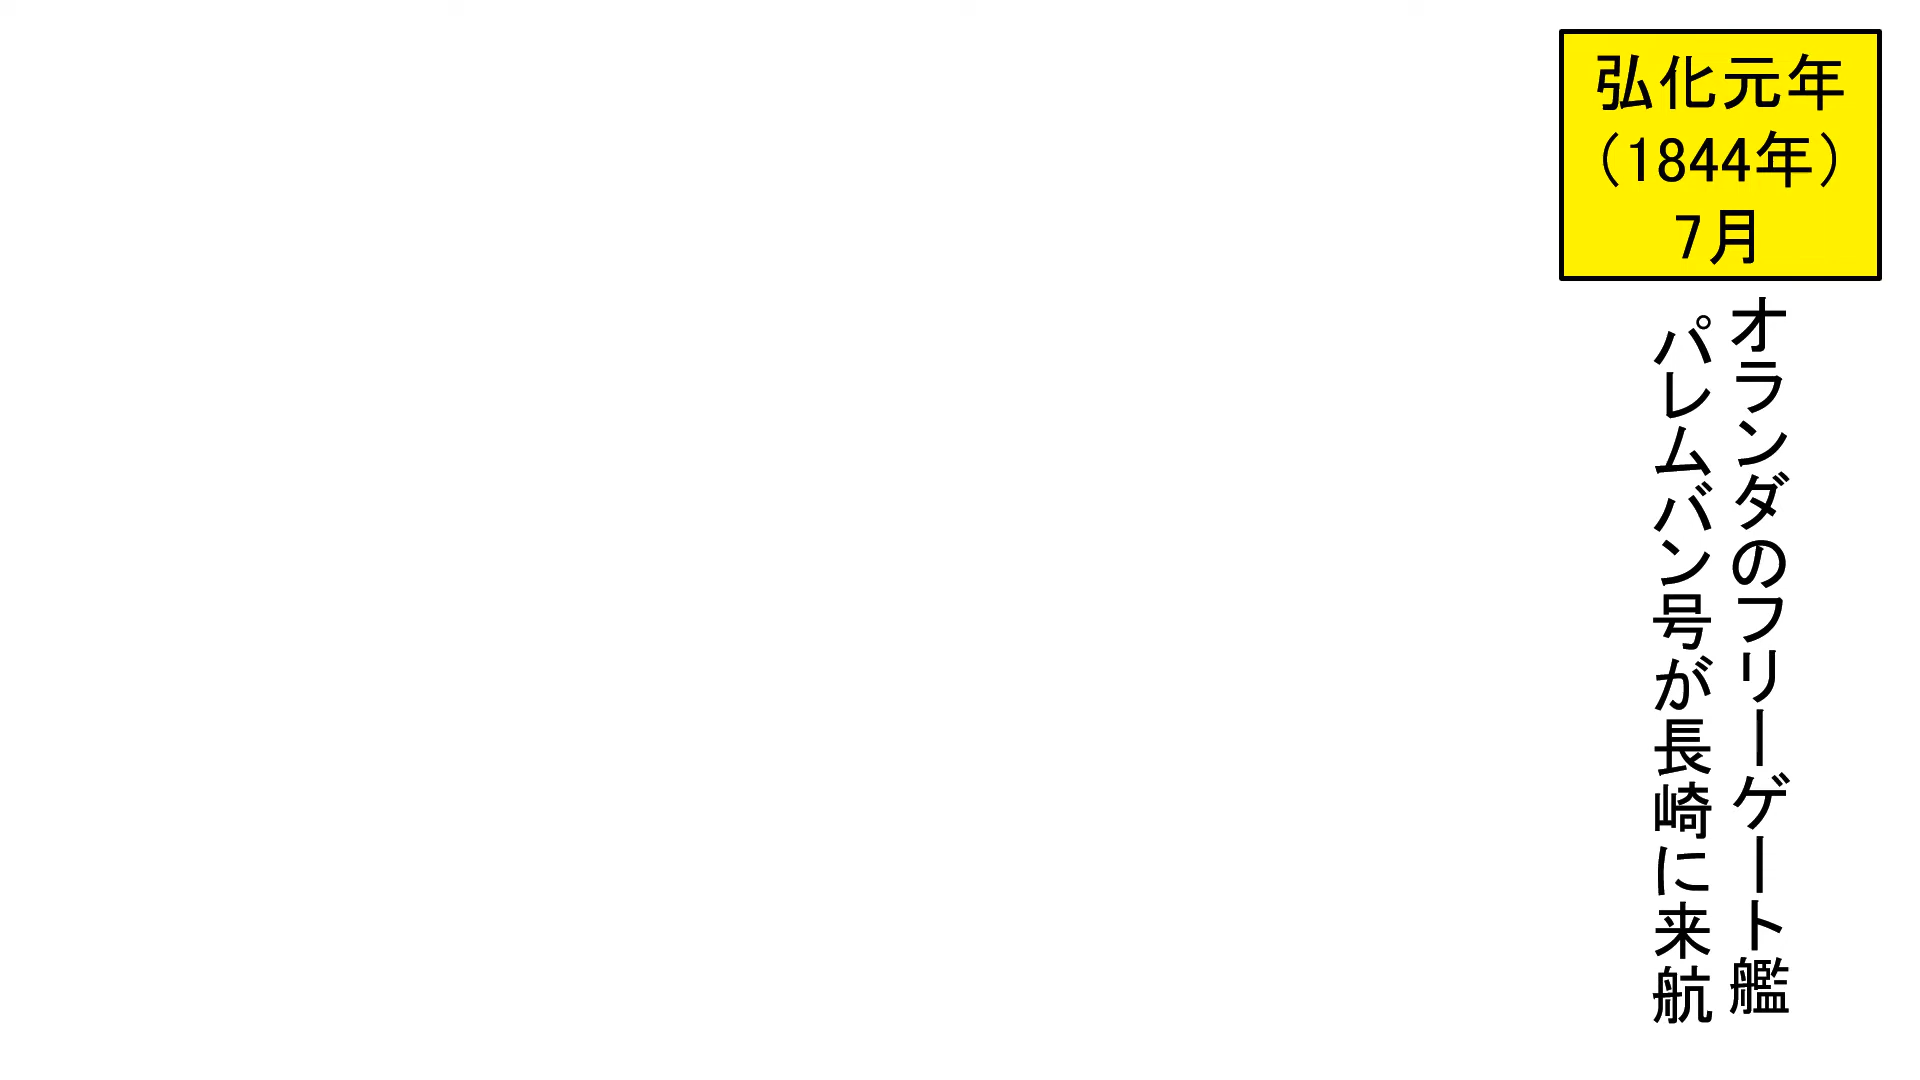 弘化元年
（1844年）
7月
オランダのフリーゲート艦
パレムバン号が長崎に来航